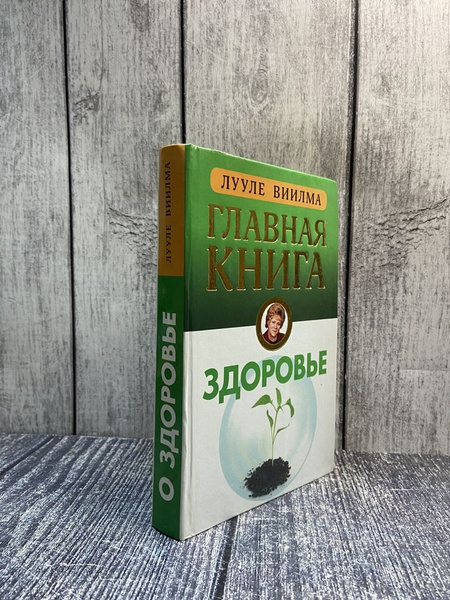 ЛУУЛЕ ВИИЛМА
О ЗДОРОВЬЕ
ЛУУЛЕ ВИИЛМА
ГЛАВНАЯ
КНИГА
О
ЗДОРОВЬЕ